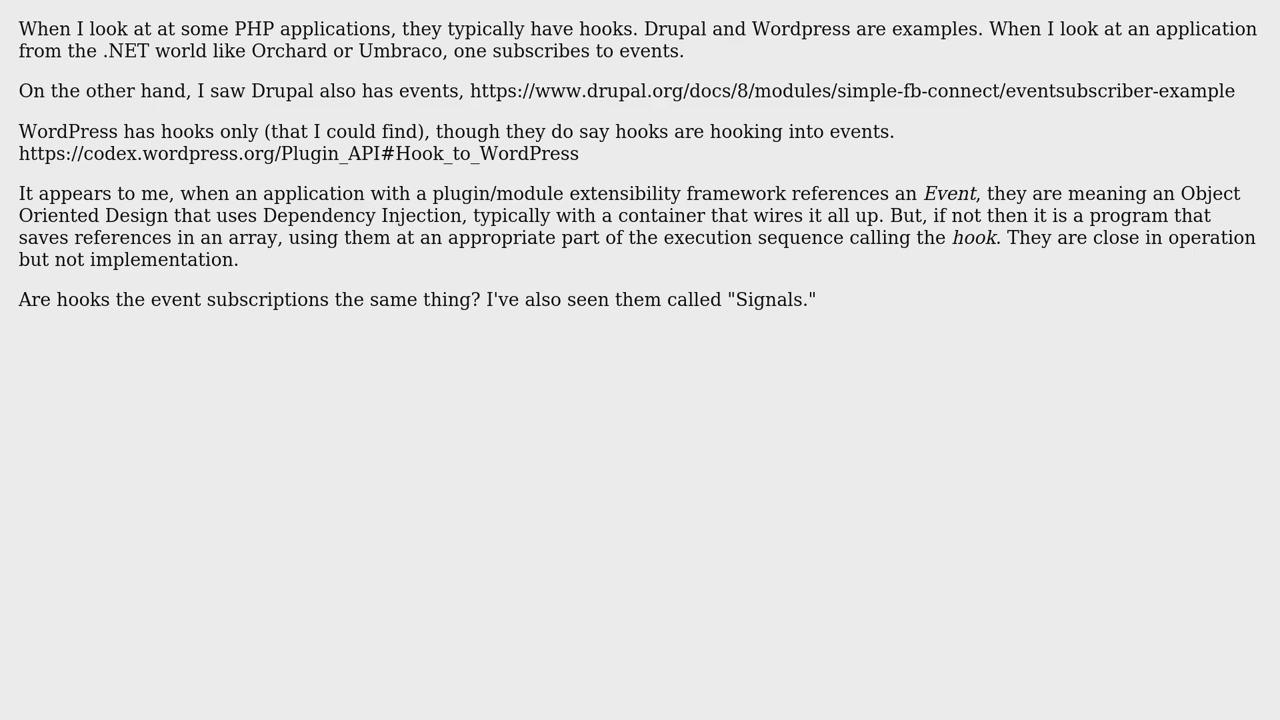 When I look at at some PHP applications, they typically have hooks. Drupal and Wordpress are examples. When I look at an application
from the .NET world like Orchard or Umbraco, one subscribes to events.
On the other hand, I saw Drupal also has events, https://www.drupal.org/docs/8/modules/simple-fb-connect/eventsubscriber-example
WordPress has hooks only (that I could find), though they do say hooks are hooking into events.
https://codex.wordpress.org/Plugin_API#Hook_to_WordPress
It appears to me, when an application with a plugin/module extensibility framework references an Event, they are meaning an Object
Oriented Design that uses Dependency Injection, typically with a container that wires it all up. But, if not then it is a program that
saves references in an array, using them at an appropriate part of the execution sequence calling the hook. They are close in operation
but not implementation.
Are hooks the event subscriptions the same thing? I've also seen them called "Signals."